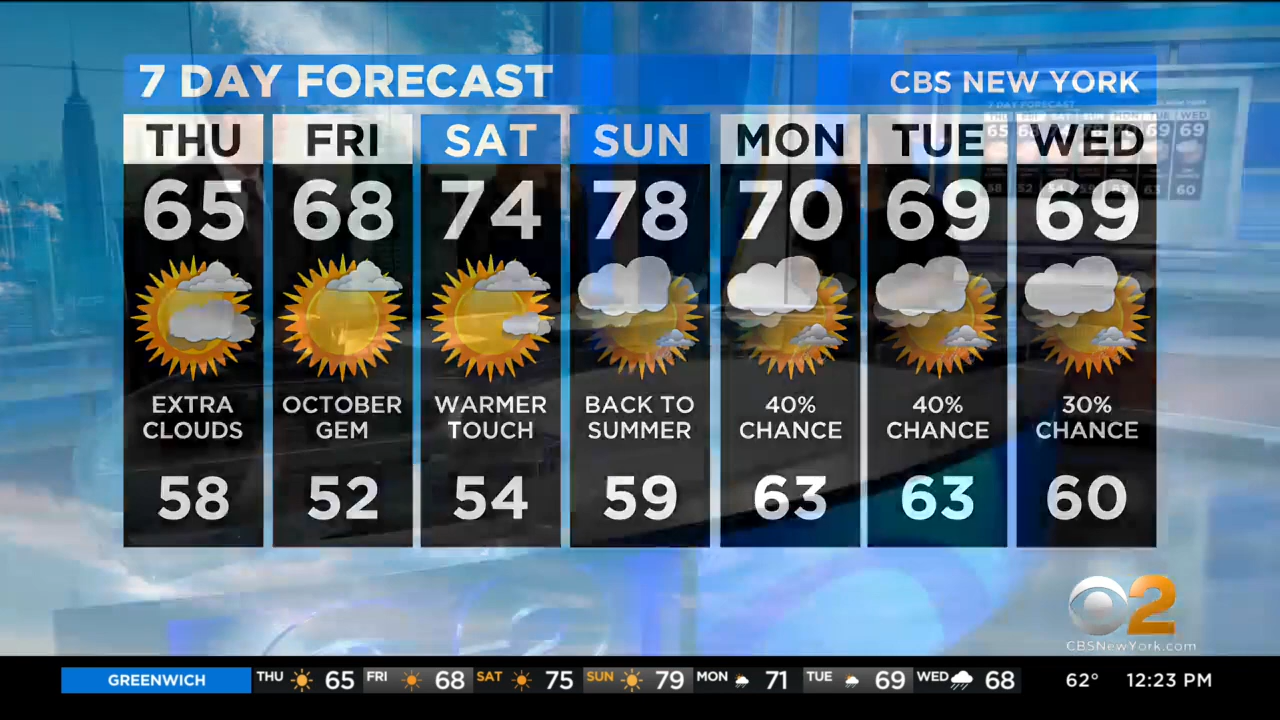 7 DAY FORECAST
CBS NEW YORK
THU FRI SAT SUN MON TUE WED
65 68 74 78 70 69 69
EXTRA CLOUDS
OCTOBER GEM
WARMER TOUCH
BACK TO SUMMER
40% CHANCE
40% CHANCE
30% CHANCE
58 52 54 59 63 63 60
2
CBSNewYork.com
GREENWICH THU 65 FRI 68 SAT 75 SUN 79 MON 71 TUE 69 WED 68 62° 12:23 PM
7 DAY FORECAST